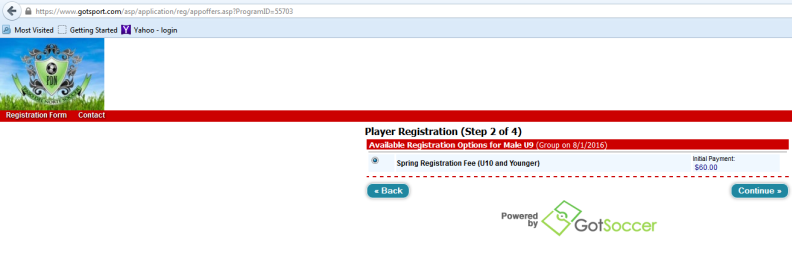 https://www.gotsport.com/asp/application/reg/appoffers.asp?ProgramID=55703
Most Visited Getting Started Yahoo - login
PDN
Registration Form Contact
Player Registration (Step 2 of 4)
Available Registration Options for Male U9 (Group on 8/1/2016)
Spring Registration Fee (U10 and Younger)
Initial Payment:
$60.00
« Back
Continue »
Powered
by
GotSoccer